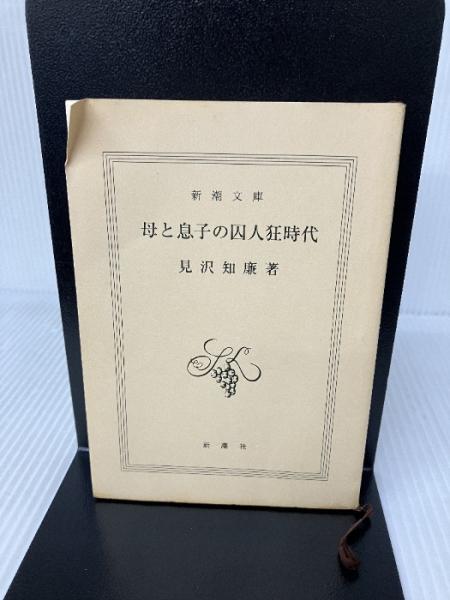 新潮文庫
母と息子の囚人狂時代
見沢知廉著
新潮社